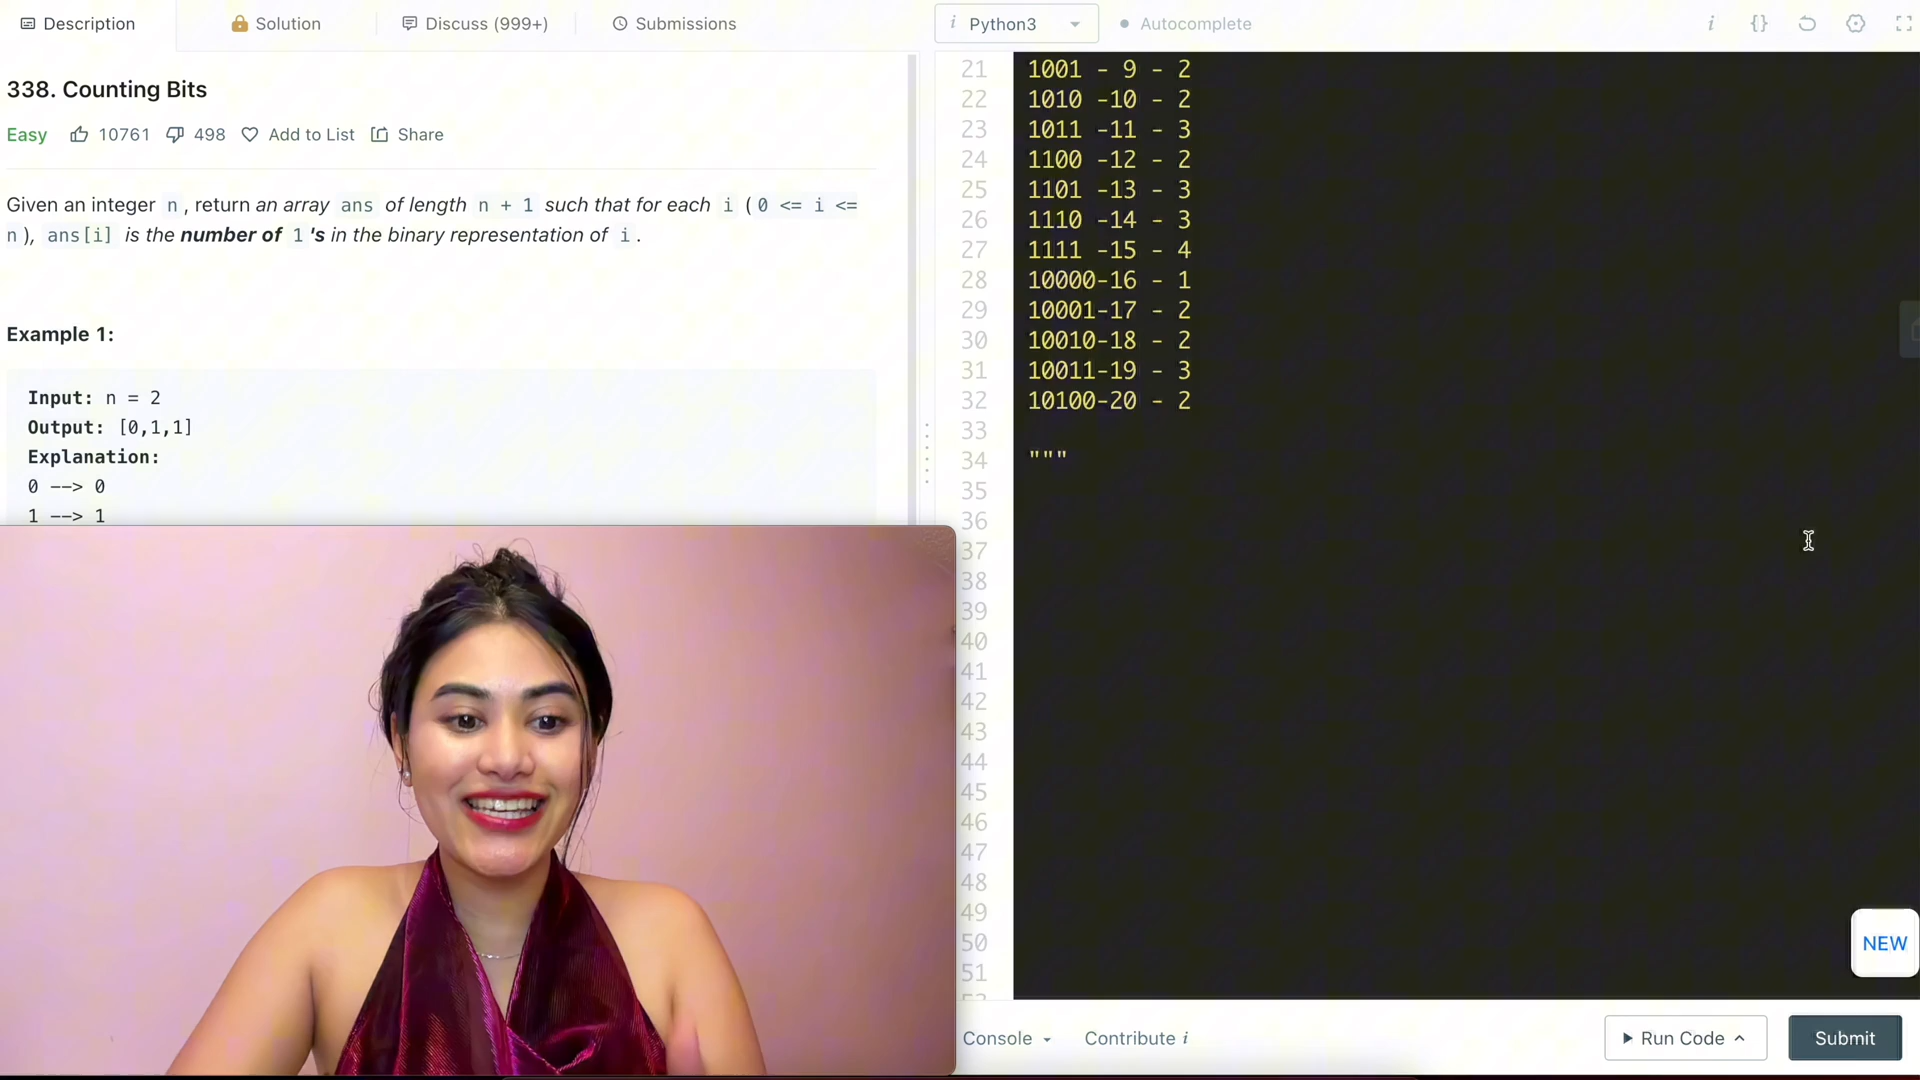 Description
Solution
Discuss (999+)
Submissions
i Python3
Autocomplete
i {}
338. Counting Bits
Easy 10761 498 Add to List Share
Given an integer n, return an array ans of length n + 1 such that for each i (0 <= i <=
n), ans[i] is the number of 1 's in the binary representation of i.
Example 1:
Input: n = 2
Output: [0,1,1]
Explanation:
0 --> 0
1 --> 1
21 1001 - 9 - 2
22 1010 -10 - 2
23 1011 -11 - 3
24 1100 -12 - 2
25 1101 -13 - 3
26 1110 -14 - 3
27 1111 -15 - 4
28 10000-16 - 1
29 10001-17 - 2
30 10010-18 - 2
31 10011-19 - 3
32 10100-20 - 2
33
34 """
35
36
37
38
39
40
41
42
43
44
45
46
47
48
49
50
51
NEW
Console
Contribute i
Run Code
Submit